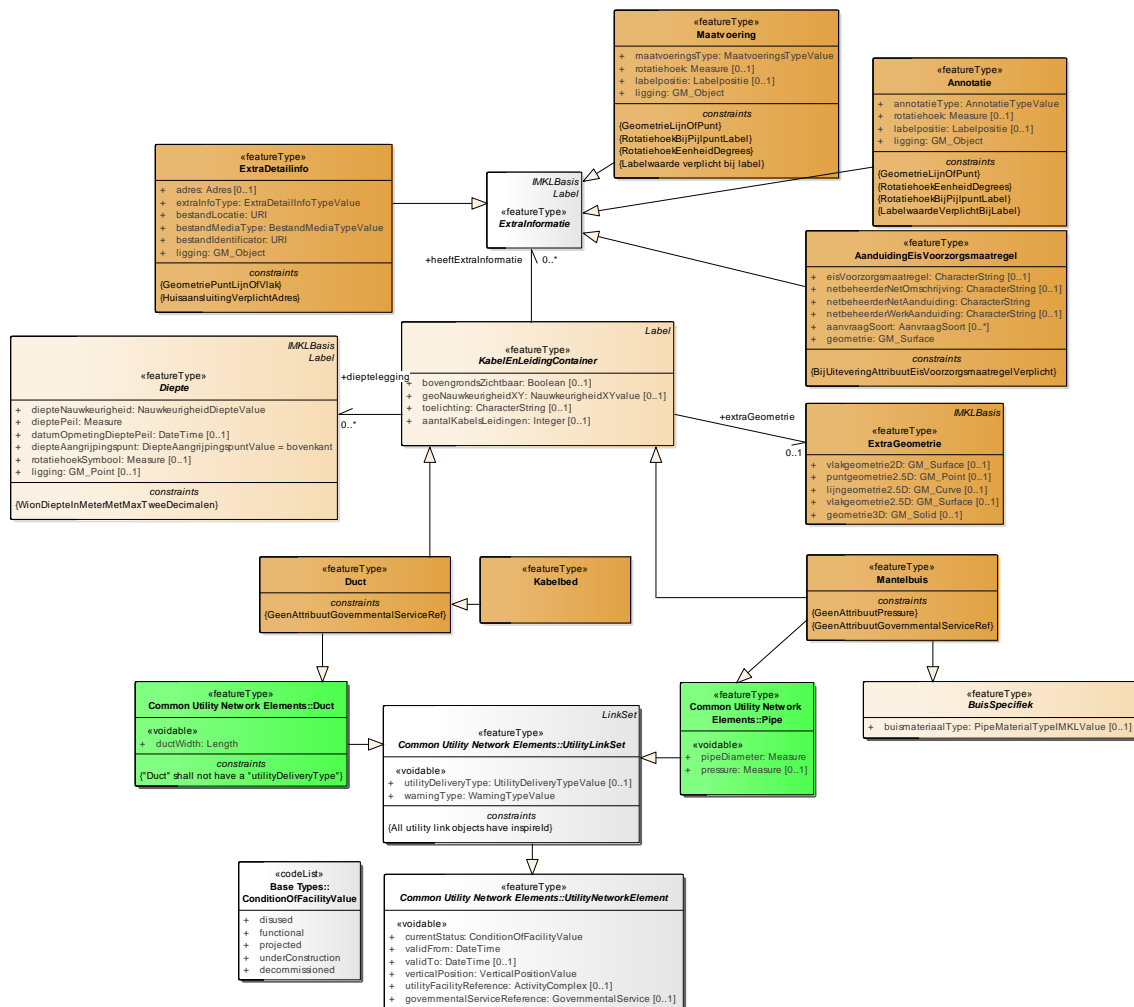 «featureType»
Maatvoering
+ maatvoeringsType: MaatvoeringsTypeValue
+ rotatiehoek: Measure [0..1]
+ labelpositie: Labelpositie [0..1]
+ ligging: GM_Object
constraints
{GeometrieLijnOfPunt}
{RotatiehoekBijPijlpuntLabel}
{RotatiehoekEenheidDegrees}
{Labelwaarde verplicht bij label}
«featureType»
Annotatie
+ annotatieType: AnnotatieTypeValue
+ rotatiehoek: Measure [0..1]
+ labelpositie: Labelpositie [0..1]
+ ligging: GM_Object
constraints
{GeometrieLijnOfPunt}
{RotatiehoekEenheidDegrees}
{RotatiehoekBijPijlpuntLabel}
{LabelwaardeVerplichtBijLabel}
«featureType»
ExtraDetailInfo
+ adres: Adres [0..1]
+ extraInfoType: ExtraDetailInfoTypeValue
+ bestandLocatie: URI
+ bestandMediaType: BestandMediaTypeValue
+ bestandIdentificator: URI
+ ligging: GM_Object
constraints
{GeometriePuntLijnOfVlak}
{HuisaansluitingVerplichtAdres}
IMKLBasis
Label
«featureType»
ExtraInformatie
+heeftExtraInformatie
0..*
«featureType»
AanduidingEisVoorzorgsmaatregel
+ eisVoorzorgsmaatregel: CharacterString [0..1]
+ netbeheerderNetOmschrijving: CharacterString [0..1]
+ netbeheerderNetAanduiding: CharacterString
+ netbeheerderWerkAanduiding: CharacterString [0..1]
+ aanvraagSoort: AanvraagSoort [0..*]
+ geometrie: GM_Surface
constraints
{BijUitvoeringAttribuutEisVoorzorgsmaatregelVerplicht}
IMKLBasis
Label
«featureType»
Diepte
+ diepteNauwkeurigheid: NauwkeurigheidDiepteValue
+ dieptePeil: Measure
+ datumOpmetingDieptePeil: DateTime [0..1]
+ diepteAangrijpingspunt: DiepteAangrijpingspuntValue = bovenkant
+ rotatiehoekSymbool: Measure [0..1]
+ ligging: GM_Point [0..1]
constraints
{WionDiepteInMeterMetMaxTweeDecimalen}
+dieptelegging
0..*
Label
«featureType»
KabelEnLeidingContainer
+ bovengrondsZichtbaar: Boolean [0..1]
+ geoNauwkeurigheidXY: NauwkeurigheidXYvalue [0..1]
+ toelichting: CharacterString [0..1]
+ aantalKabelsLeidingen: Integer [0..1]
+extraGeometrie
0..1
IMKLBasis
«featureType»
ExtraGeometrie
+ vlakgeometrie2D: GM_Surface [0..1]
+ puntgeometrie2.5D: GM_Point [0..1]
+ lijngeometrie2.5D: GM_Curve [0..1]
+ vlakgeometrie2.5D: GM_Surface [0..1]
+ geometrie3D: GM_Solid [0..1]
«featureType»
Duct
constraints
{GeenAttribuutGovernmentalServiceRef}
«featureType»
Kabelbed
«featureType»
Mantelbuis
constraints
{GeenAttribuutPressure}
{GeenAttribuutGovernmentalServiceRef}
«featureType»
Common Utility Network Elements::Duct
«voidable»
+ ductWidth: Length
constraints
{"Duct" shall not have a "utilityDeliveryType"}
LinkSet
«featureType»
Common Utility Network Elements::UtilityLinkSet
«voidable»
+ utilityDeliveryType: UtilityDeliveryTypeValue [0..1]
+ warningType: WarningTypeValue
constraints
{All utility link objects have inspireId}
«featureType»
Common Utility Network
Elements::Pipe
«voidable»
+ pipeDiameter: Measure
+ pressure: Measure [0..1]
«featureType»
BuisSpecifiek
+ buismateriaalType: PipeMaterialTypeIMKLValue [0..1]
«codeList»
Base Types::
ConditionOfFacilityValue
+ disused
+ functional
+ projected
+ underConstruction
+ decommissioned
«featureType»
Common Utility Network Elements::UtilityNetworkElement
«voidable»
+ currentStatus: ConditionOfFacilityValue
+ validFrom: DateTime
+ validTo: DateTime [0..1]
+ verticalPosition: VerticalPositionValue
+ utilityFacilityReference: ActivityComplex [0..1]
+ governmentalServiceReference: GovernmentalService [0..1]